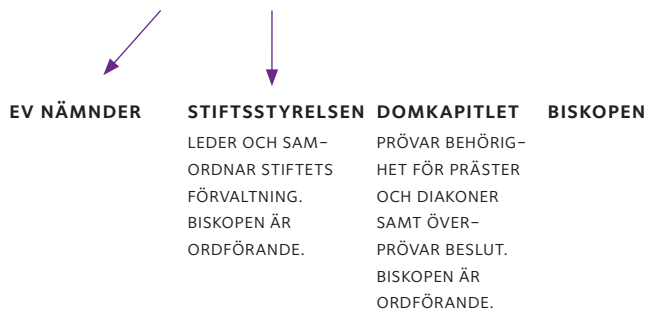 EV NÄMNDER
STIFTSSTYRELSEN
LEDER OCH SAM–
ORDNAR STIFTETS
FÖRVALTNING.
BISKOPEN ÄR
ORDFÖRANDE.
DOMKAPITLET
PRÖVAR BEHÖRIG–
HET FÖR PRÄSTER
OCH DIAKONER
SAMT ÖVER–
PRÖVAR BESLUT.
BISKOPEN ÄR
ORDFÖRANDE.
BISKOPEN